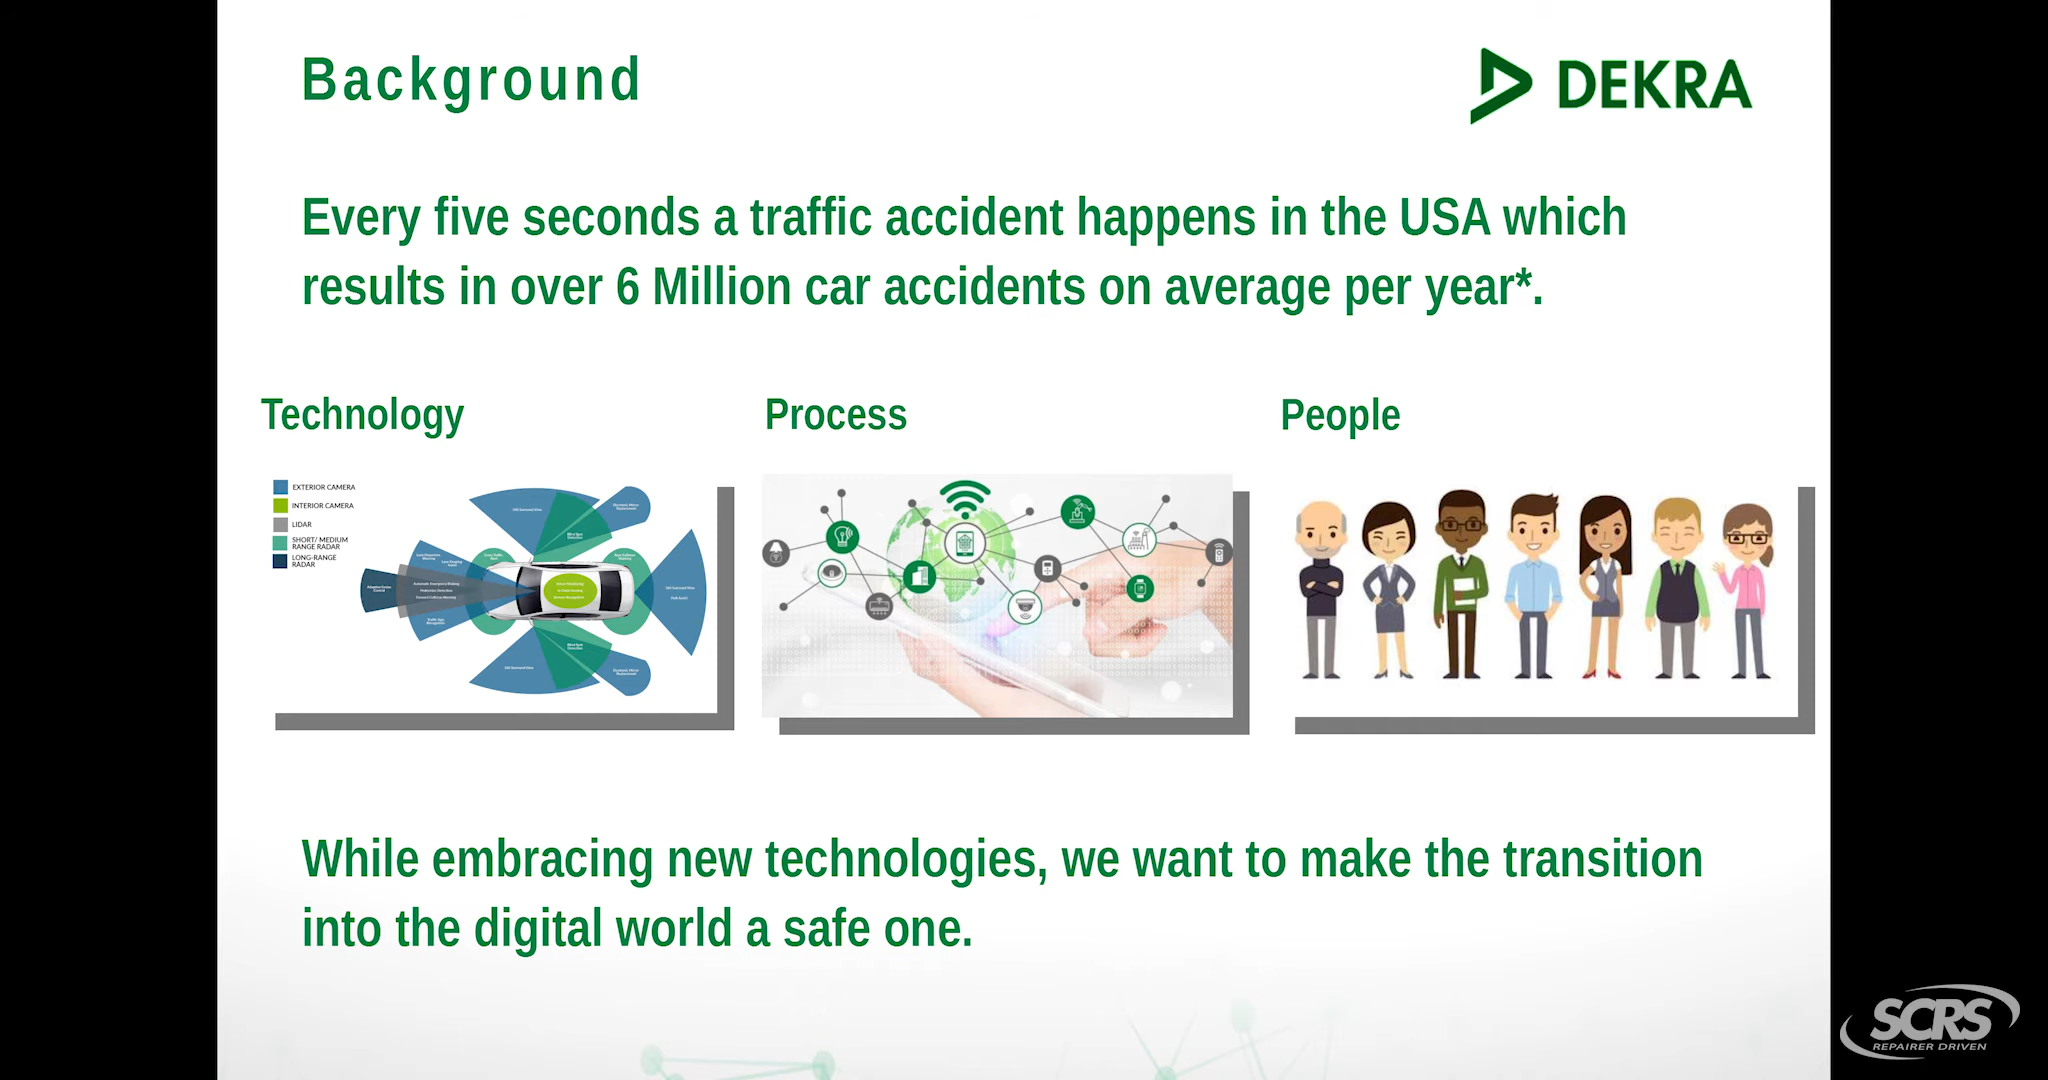 Background
DEKRA
Every five seconds a traffic accident happens in the USA which
results in over 6 Million car accidents on average per year*.
Technology
Process
People
EXTERIOR CAMERA
INTERIOR CAMERA
LIDAR
SHORT/ MEDIUM
RANGE RADAR
LONG-RANGE
RADAR
While embracing new technologies, we want to make the transition
into the digital world a safe one.
SCRS
REPAIRER DRIVEN